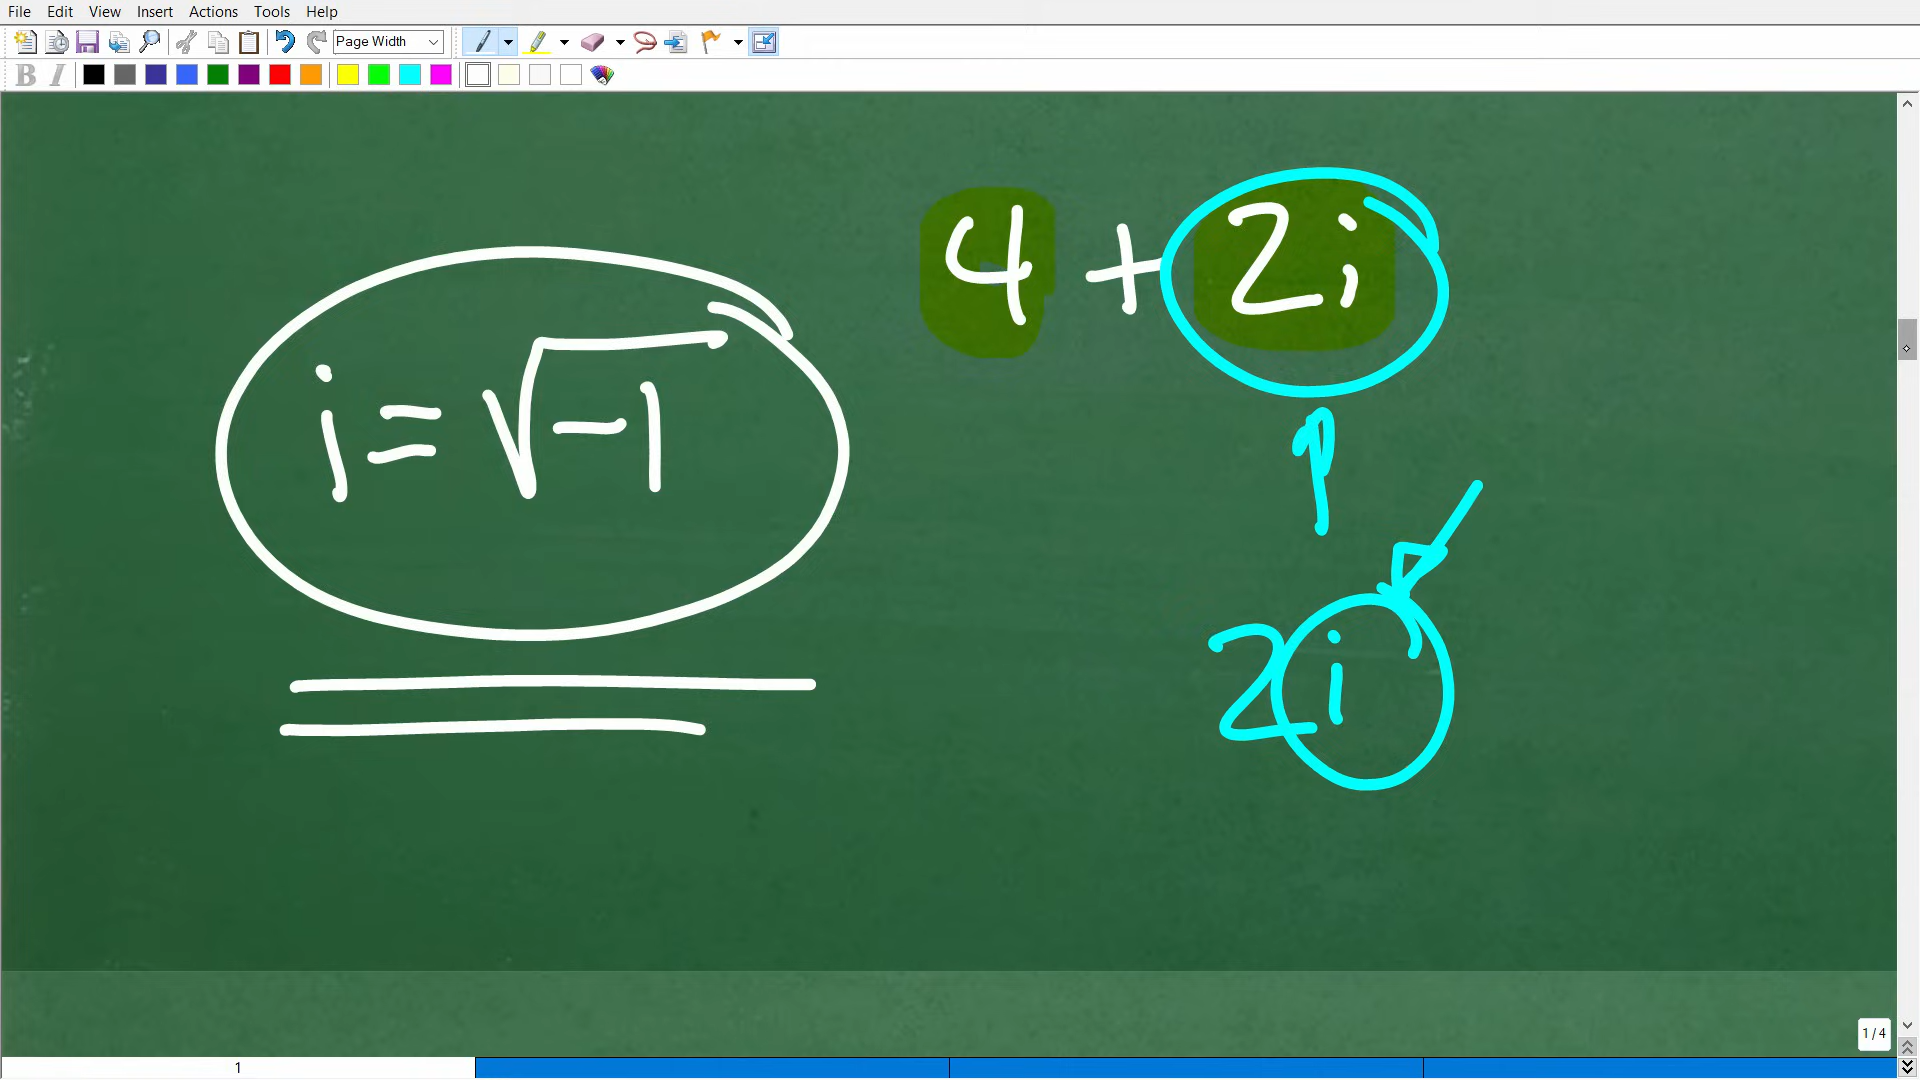 File Edit View Insert Actions Tools Help
Page Width
B I
4 + 2i
i = √-1
2i
1 / 4
1